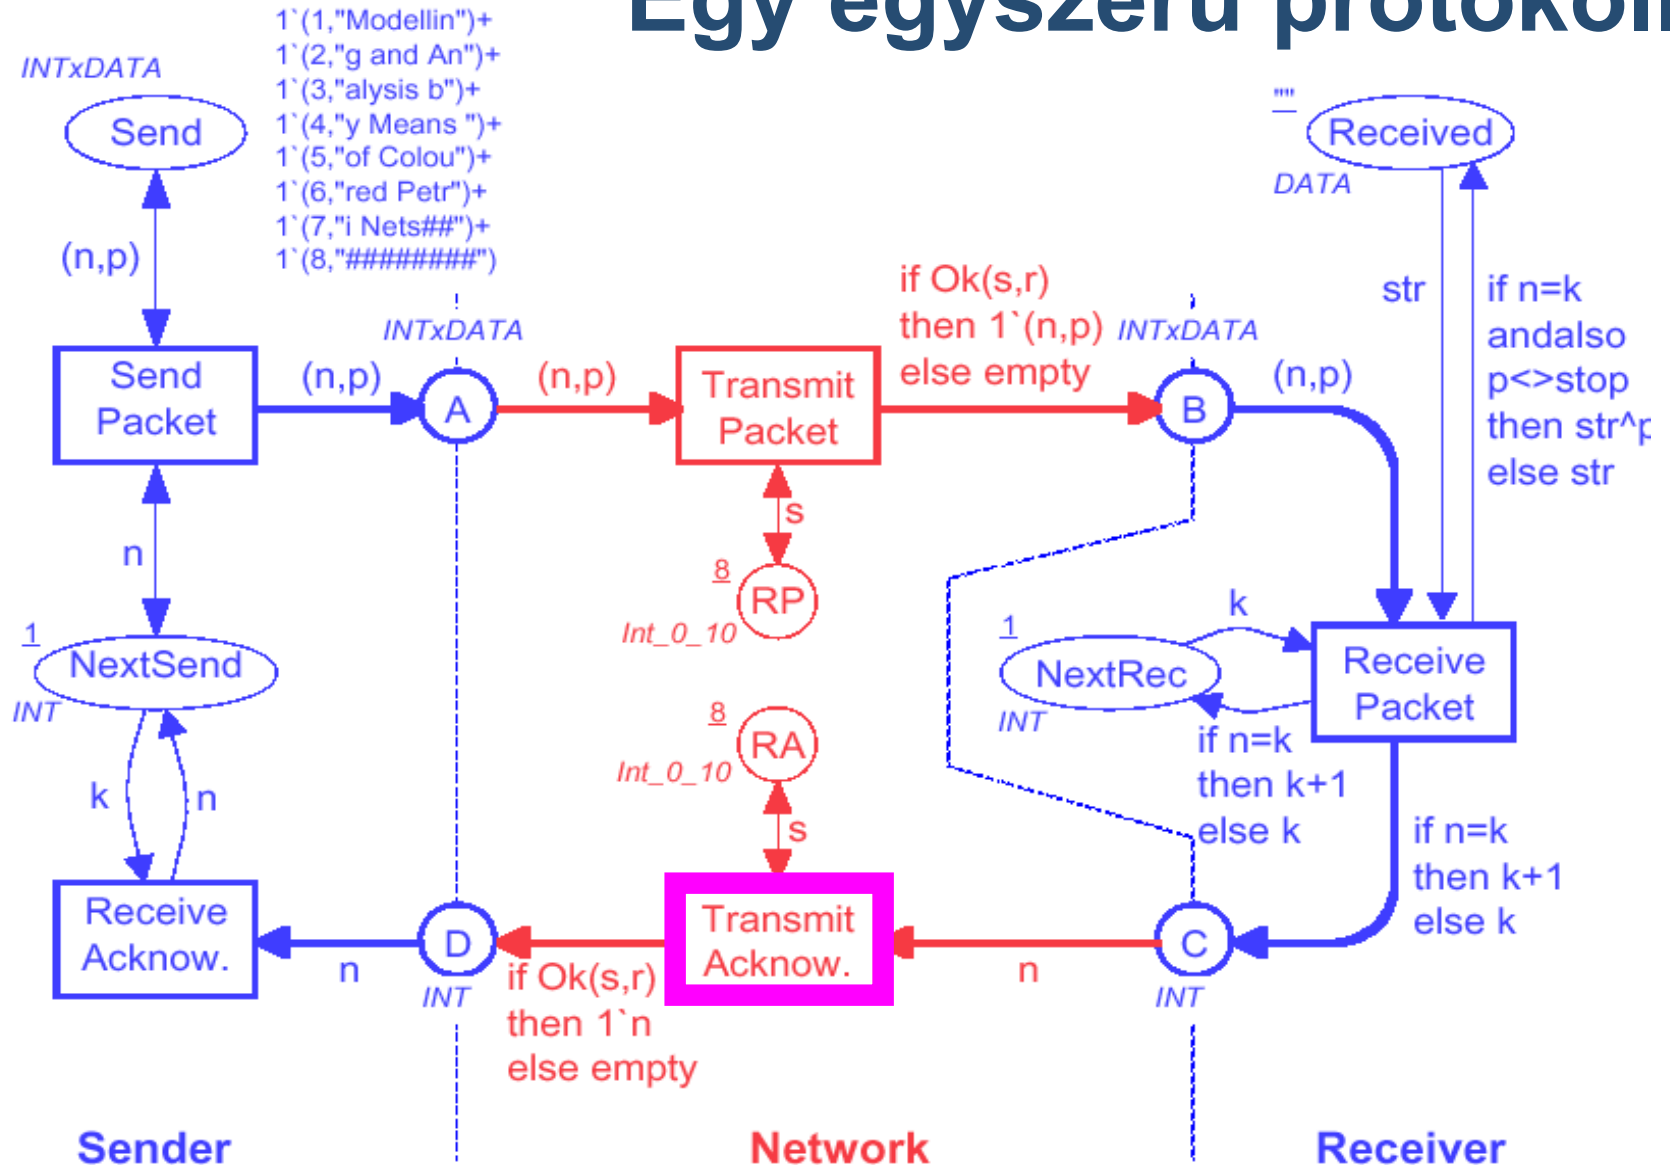 Egy egyszerű protokoll
1`(1,"Modellin")+
1`(2,"g and An")+
1`(3,"alysis b")+
1`(4,"y Means ")+
1`(5,"of Colou")+
1`(6,"red Petr")+
1`(7,"i Nets##")+
1`(8,"########")
INTxDATA
Send
(n,p)
Send
Packet
(n,p)
INTxDATA
A
(n,p)
Transmit
Packet
if Ok(s,r)
then 1`(n,p)
else empty
INTxDATA
B
(n,p)
""
Received
DATA
str
if n=k
andalso
p<>stop
then str^p
else str
n
1
NextSend
INT
s
8
RP
Int_0_10
8
RA
Int_0_10
s
1
NextRec
INT
k
if n=k
then k+1
else k
Receive
Packet
if n=k
then k+1
else k
k
n
Receive
Acknow.
n
D
INT
if Ok(s,r)
then 1`n
else empty
Transmit
Acknow.
n
C
INT
Sender
Network
Receiver